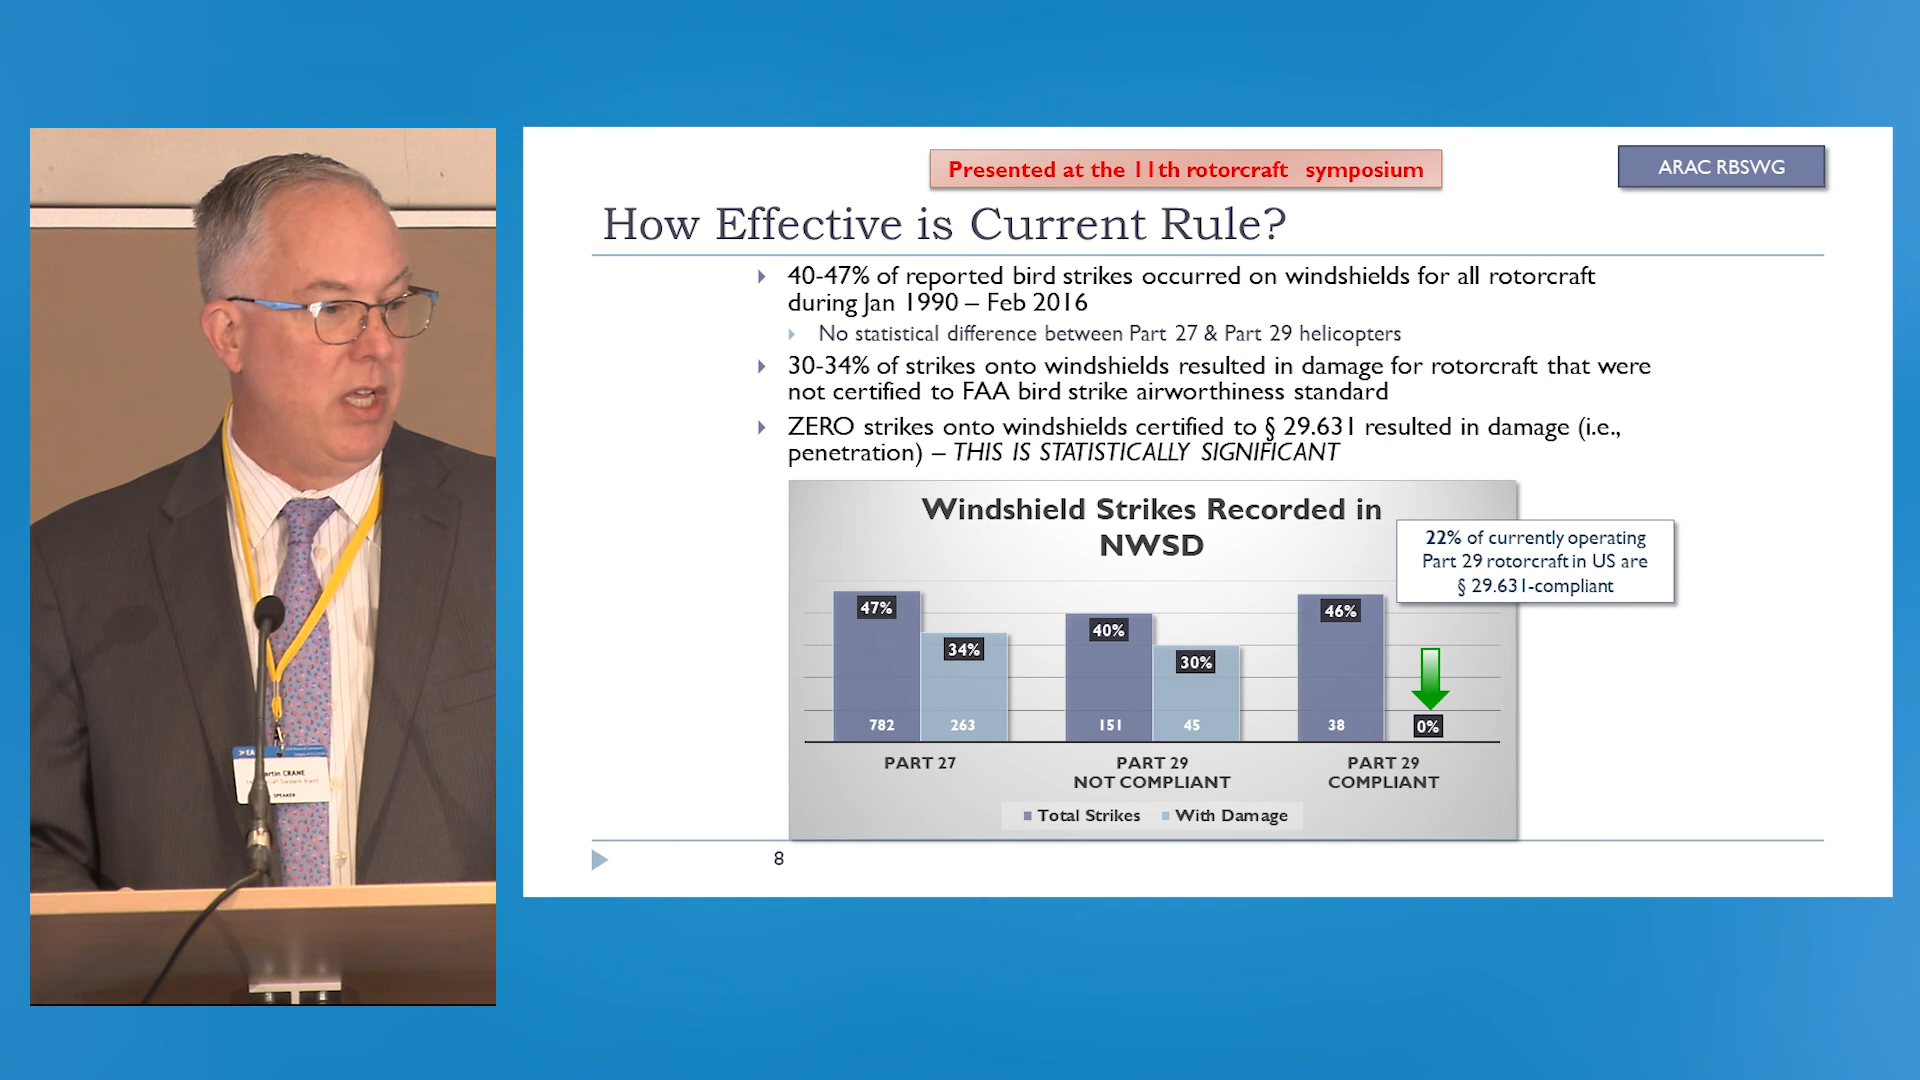 Presented at the 11th rotorcraft symposium
ARAC RBSWG
How Effective is Current Rule?
40-47% of reported bird strikes occurred on windshields for all rotorcraft
during Jan 1990 – Feb 2016
No statistical difference between Part 27 & Part 29 helicopters
30-34% of strikes onto windshields resulted in damage for rotorcraft that were
not certified to FAA bird strike airworthiness standard
ZERO strikes onto windshields certified to § 29.631 resulted in damage (i.e.,
penetration) – THIS IS STATISTICALLY SIGNIFICANT
Windshield Strikes Recorded in
NWSD
22% of currently operating
Part 29 rotorcraft in US are
§ 29.631-compliant
47%
34%
40%
30%
46%
0%
782
263
151
45
38
PART 27
PART 29
NOT COMPLIANT
PART 29
COMPLIANT
Total Strikes
With Damage
8
CRANE
SPEAKER